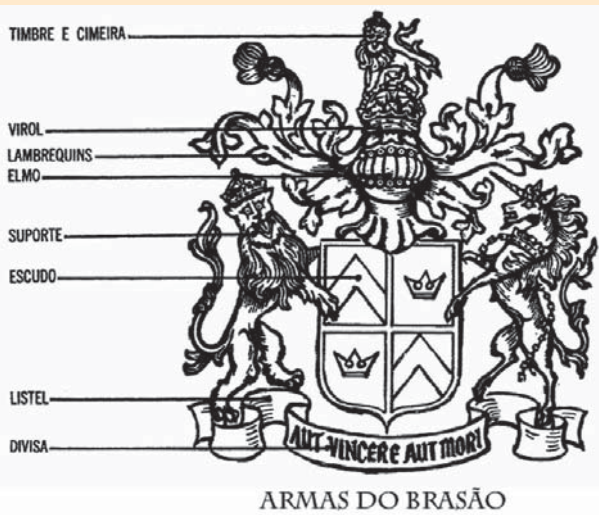 TIMBRE E CIMEIRA
VIROL
LAMBREQUINS
ELMO
SUPORTE
ESCUDO
LISTEL
DIVISA
AUT VINCERE AUT MORI
ARMAS DO BRASÃO